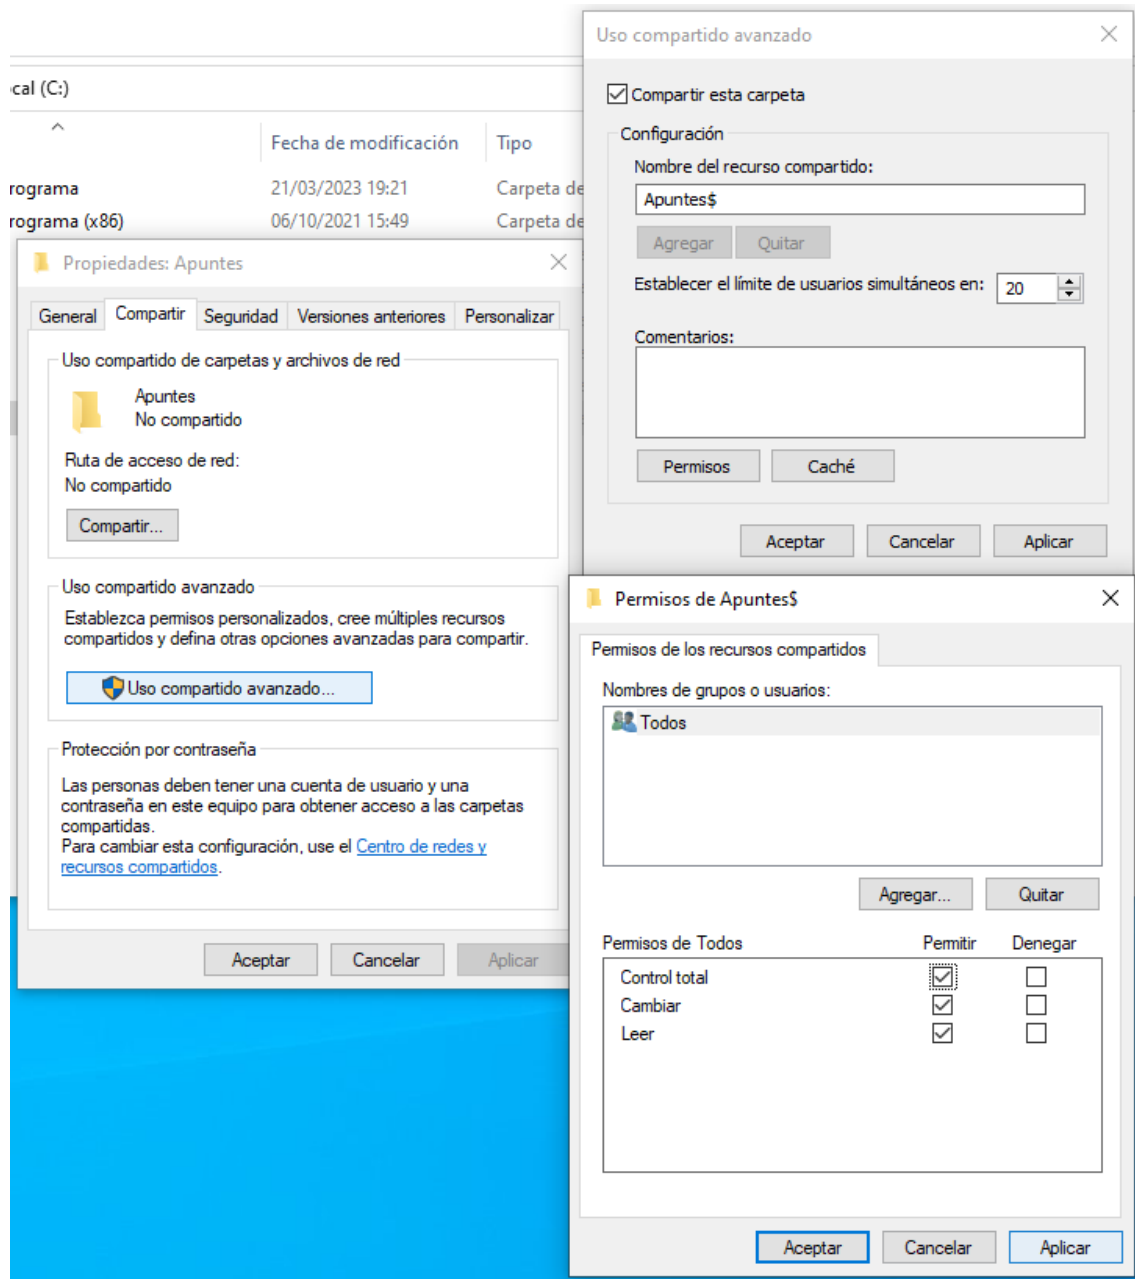 Uso compartido avanzado
cal (C:)
Compartir esta carpeta
Configuración
Fecha de modificación Tipo
Nombre del recurso compartido:
rograma 21/03/2023 19:21 Carpeta de
Apuntes$
rograma (x86) 06/10/2021 15:49 Carpeta de
Agregar Quitar
Propiedades: Apuntes
Establecer el límite de usuarios simultáneos en: 20
General Compartir Seguridad Versiones anteriores Personalizar
Comentarios:
Uso compartido de carpetas y archivos de red
Apuntes
No compartido
Ruta de acceso de red:
No compartido
Permisos Caché
Compartir...
Aceptar Cancelar Aplicar
Uso compartido avanzado
Establezca permisos personalizados, cree múltiples recursos
compartidos y defina otras opciones avanzadas para compartir.
Uso compartido avanzado...
Protección por contraseña
Las personas deben tener una cuenta de usuario y una
contraseña en este equipo para obtener acceso a las carpetas
compartidas.
Para cambiar esta configuración, use el Centro de redes y
recursos compartidos.
Aceptar Cancelar Aplicar
Permisos de Apuntes$
Permisos de los recursos compartidos
Nombres de grupos o usuarios:
Todos
Agregar... Quitar
Permisos de Todos Permitir Denegar
Control total
Cambiar
Leer
Aceptar Cancelar Aplicar